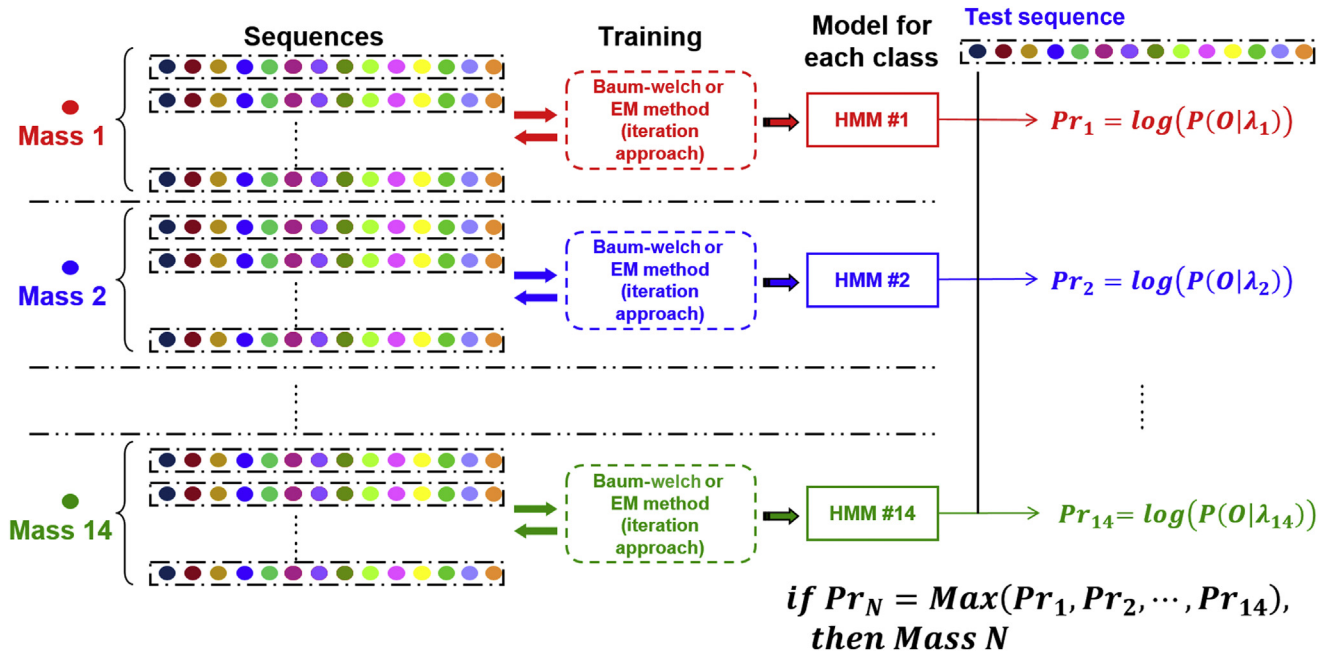 Sequences
Training
Model for
each class
Test sequence
Mass 1
Baum-welch or
EM method
(iteration
approach)
HMM #1
Pr₁ = log(P(O|λ₁))
Mass 2
Baum-welch or
EM method
(iteration
approach)
HMM #2
Pr₂ = log(P(O|λ₂))
Mass 14
Baum-welch or
EM method
(iteration
approach)
HMM #14
Pr₁₄= log(P(O|λ₁₄))
if Pr_N = Max(Pr₁, Pr₂, ⋯, Pr₁₄),
then Mass N